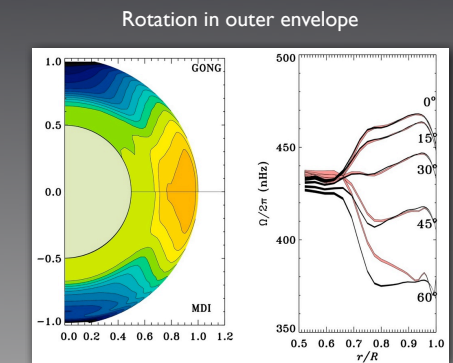 Rotation in outer envelope
GONG
MDI
1.0
0.5
0.0
−0.5
−1.0
0.0 0.2 0.4 0.6 0.8 1.0 1.2
Ω/2π (nHz)
500
450
400
350
0°
15°
30°
45°
60°
0.5 0.6 0.7 0.8 0.9 1.0
r/R